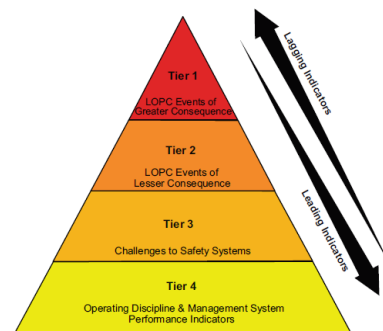 Tier 1
LOPC Events of
Greater Consequence
Tier 2
LOPC Events of
Lesser Consequence
Tier 3
Challenges to Safety Systems
Tier 4
Operating Discipline & Management System
Performance Indicators
Lagging Indicators
Leading Indicators